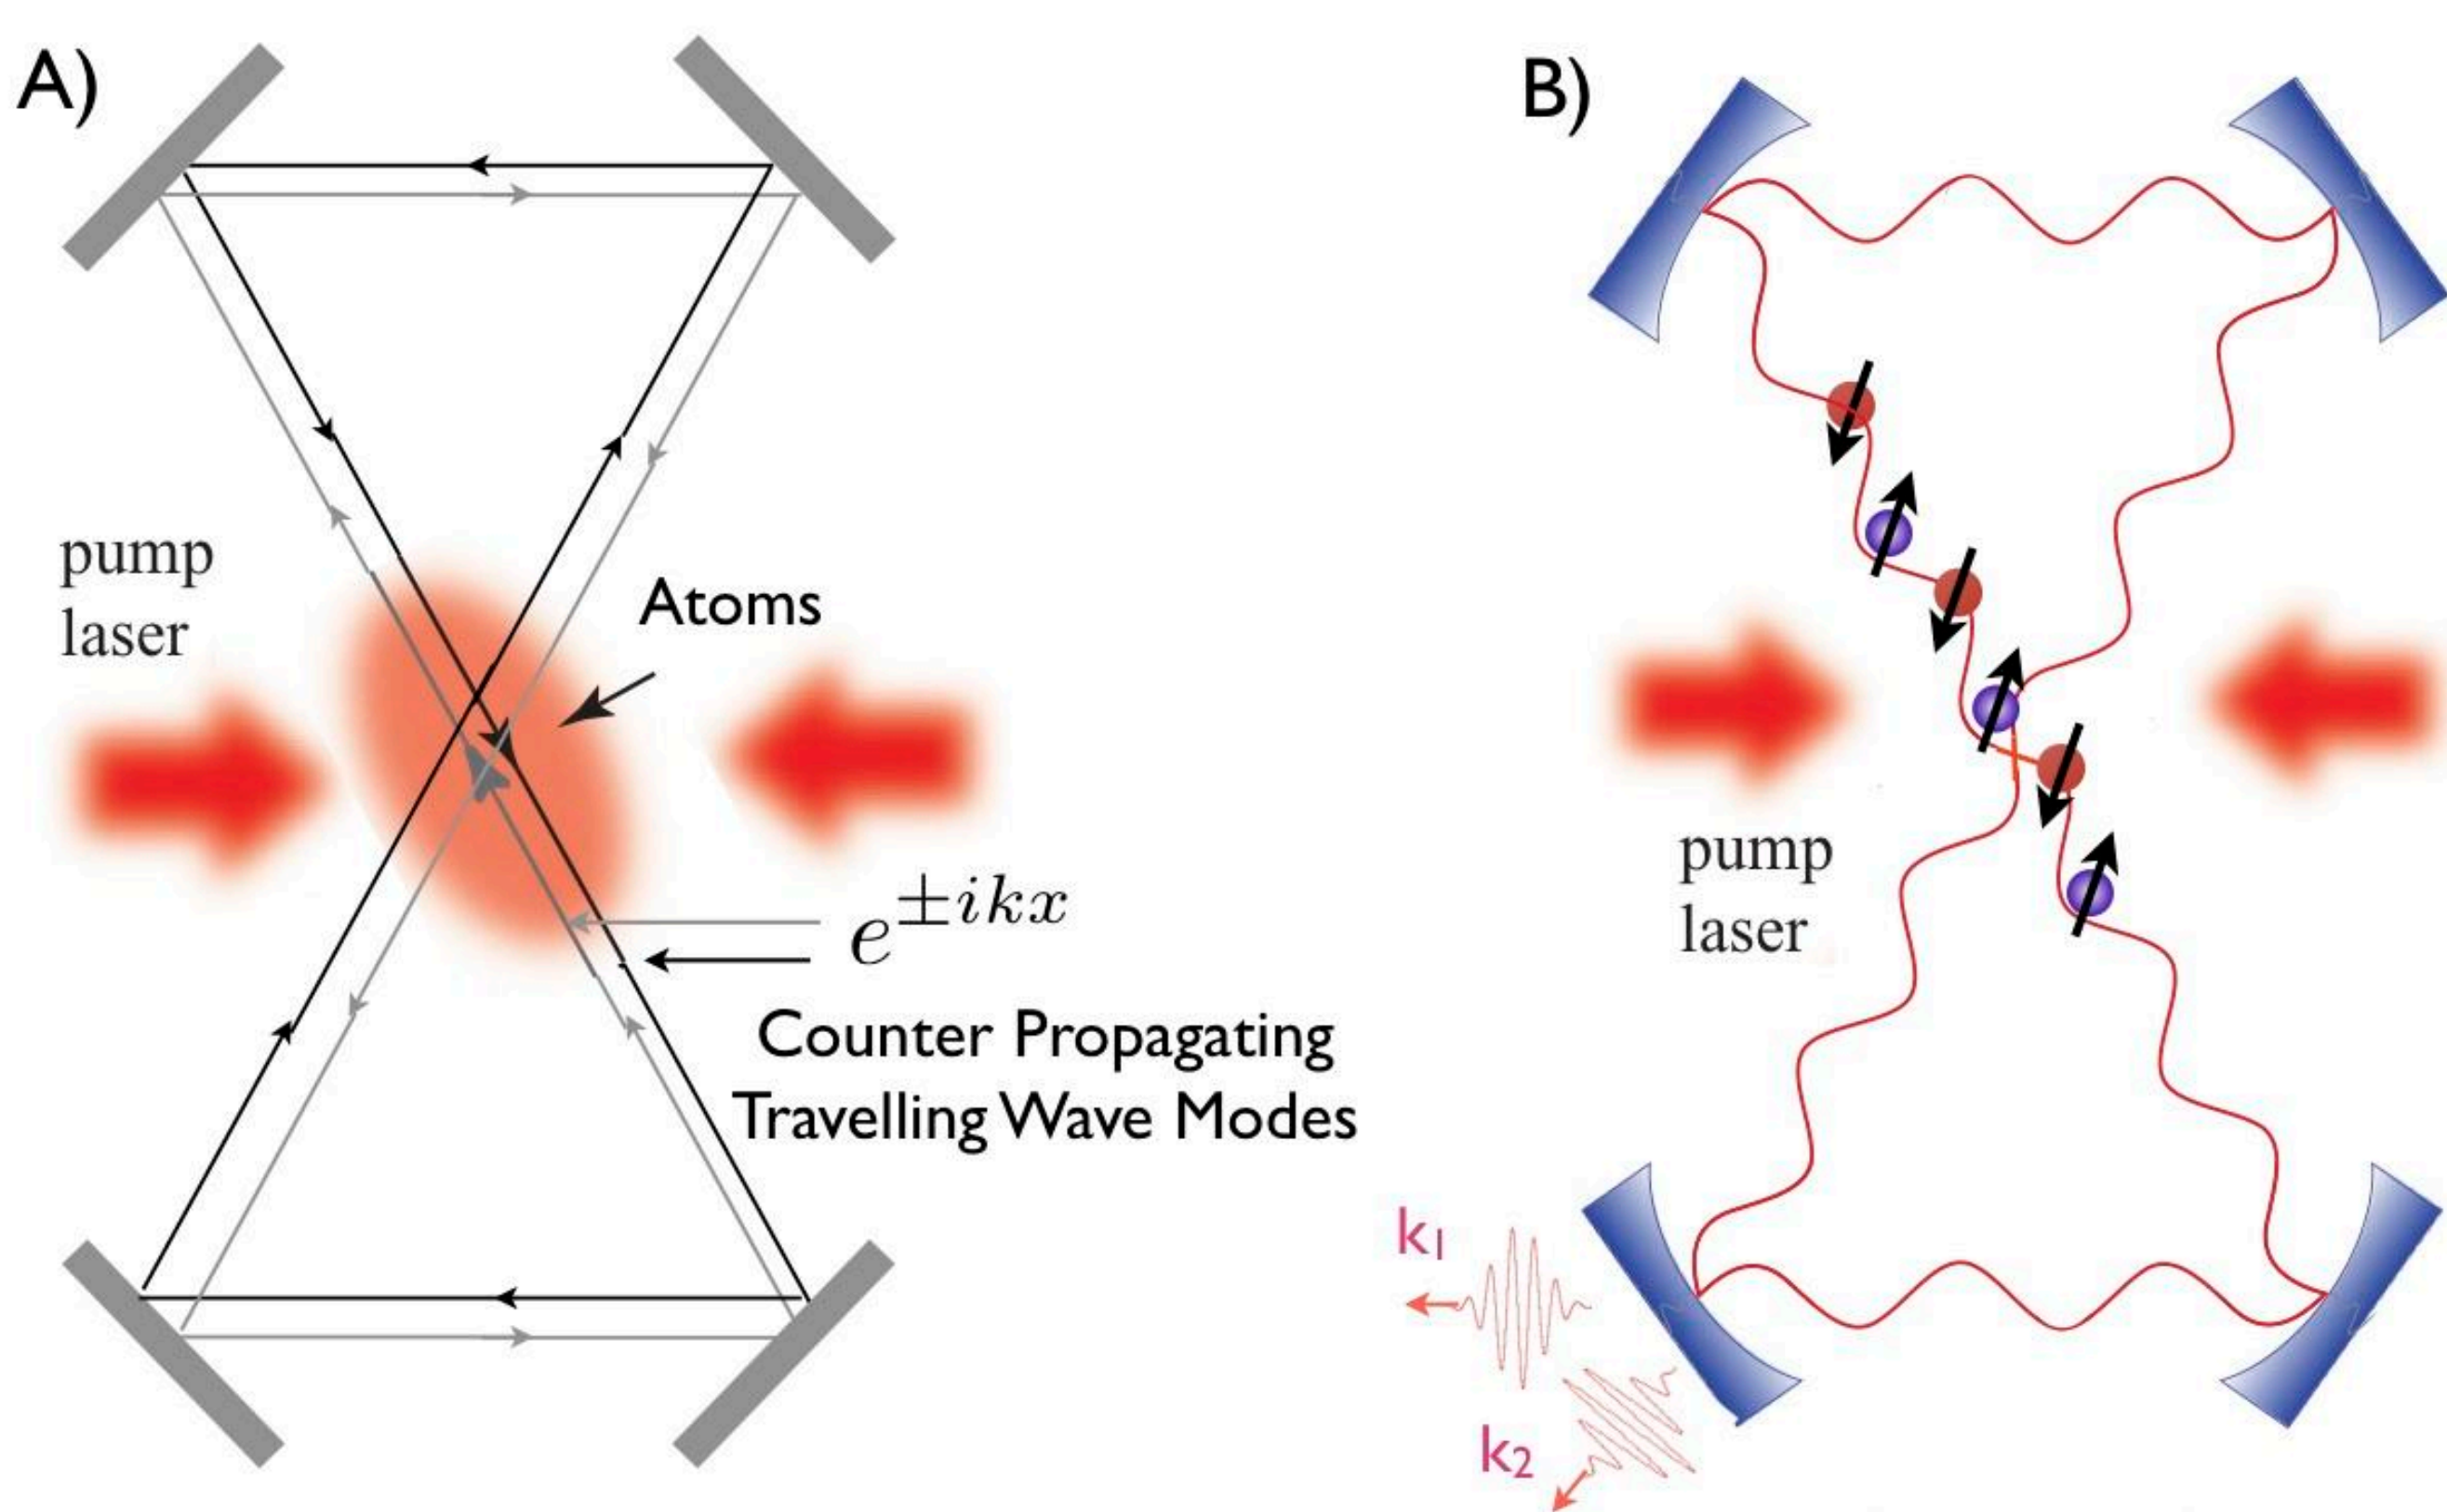 A)
pump
laser
Atoms
e^{±ikx}
Counter Propagating
Travelling Wave Modes
B)
pump
laser
k₁
k₂